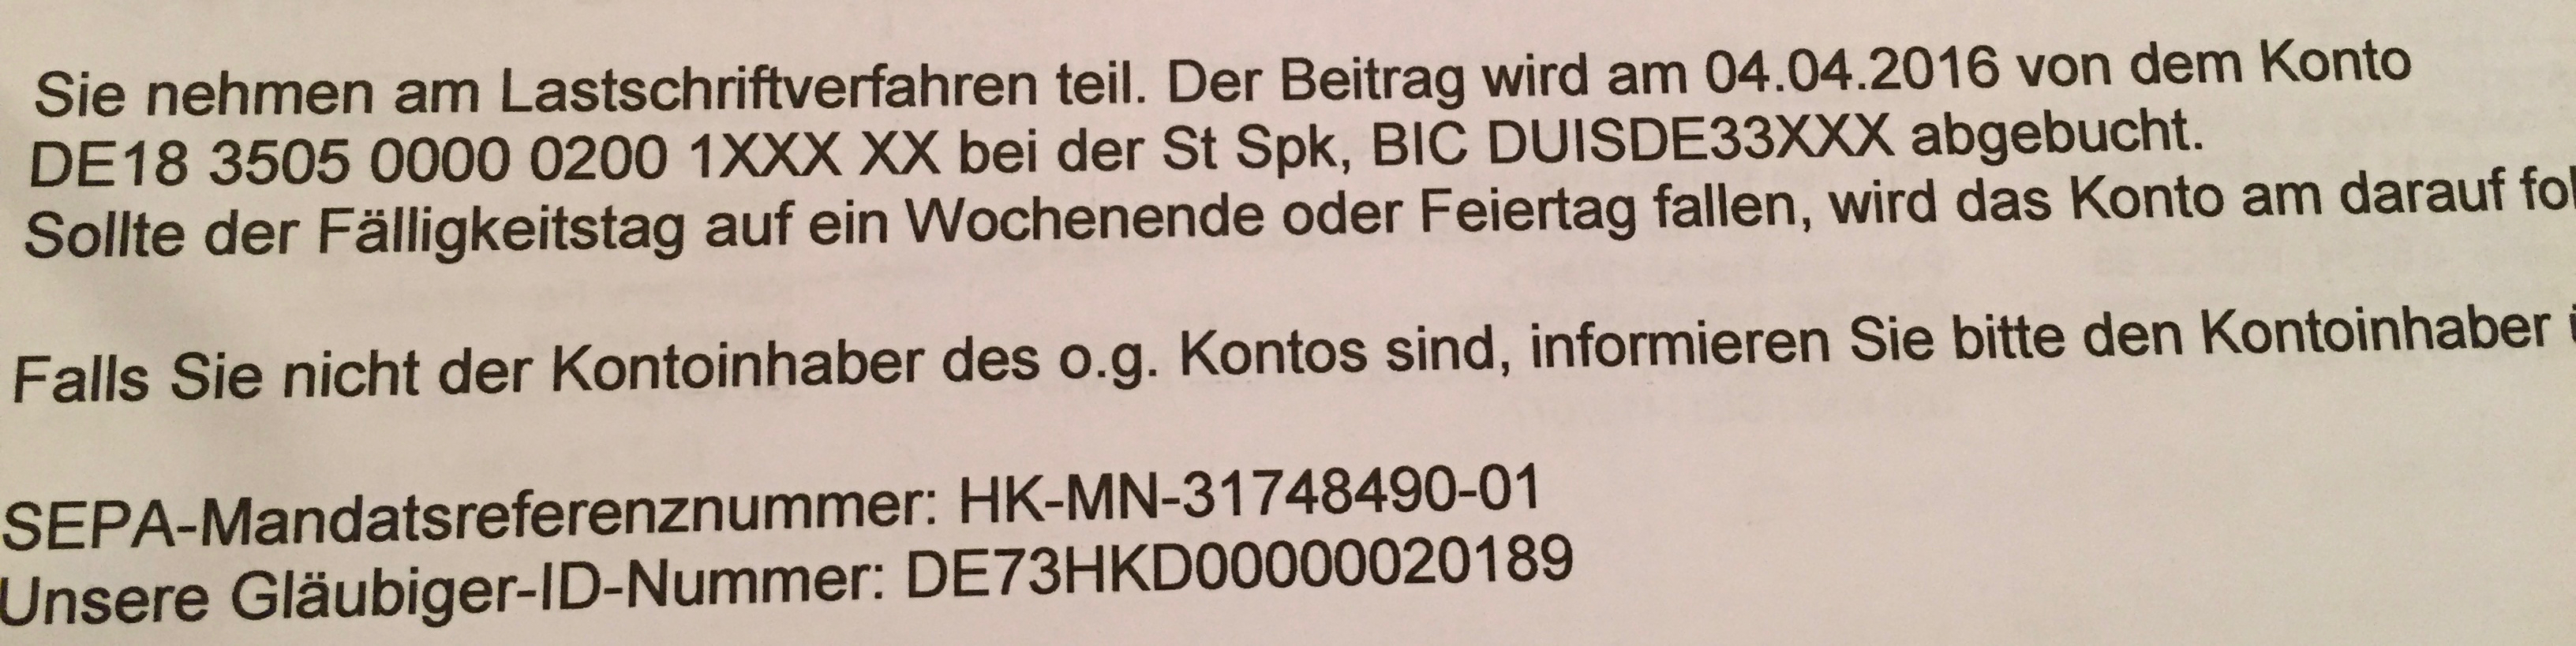 Sie nehmen am Lastschriftverfahren teil. Der Beitrag wird am 04.04.2016 von dem Konto
DE18 3505 0000 0200 1XXX XX bei der St Spk, BIC DUISDE33XXX abgebucht.
Sollte der Fälligkeitstag auf ein Wochenende oder Feiertag fallen, wird das Konto am darauf fol
Falls Sie nicht der Kontoinhaber des o.g. Kontos sind, informieren Sie bitte den Kontoinhaber
SEPA-Mandatsreferenznummer: HK-MN-31748490-01
Unsere Gläubiger-ID-Nummer: DE73HKD00000020189